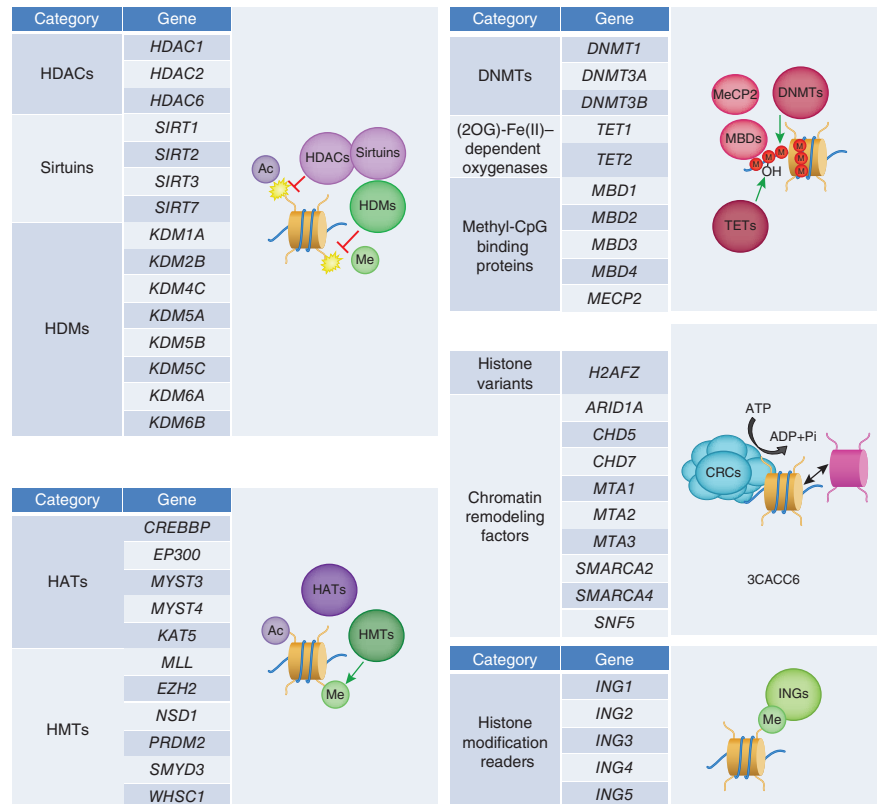 Category Gene
HDACs
HDAC1
HDAC2
HDAC6
Sirtuins
SIRT1
SIRT2
SIRT3
SIRT7
HDMs
KDM1A
KDM2B
KDM4C
KDM5A
KDM5B
KDM5C
KDM6A
KDM6B
Ac
HDACs
Sirtuins
HDMs
Me
Category Gene
HATs
CREBBP
EP300
MYST3
MYST4
KAT5
HMTs
MLL
EZH2
NSD1
PRDM2
SMYD3
WHSC1
HATs
Ac
HMTs
Me
Category Gene
DNMTs
DNMT1
DNMT3A
DNMT3B
(2OG)-Fe(II)–
dependent
oxygenases
TET1
TET2
Methyl-CpG
binding
proteins
MBD1
MBD2
MBD3
MBD4
MECP2
MeCP2
DNMTs
MBDs
M
M
M
M
M
M
OH
TETs
Histone
variants
H2AFZ
Chromatin
remodeling
factors
ARID1A
CHD5
CHD7
MTA1
MTA2
MTA3
SMARCA2
SMARCA4
SNF5
ATP
ADP+Pi
CRCs
3CACC6
Category Gene
Histone
modification
readers
ING1
ING2
ING3
ING4
ING5
INGs
Me